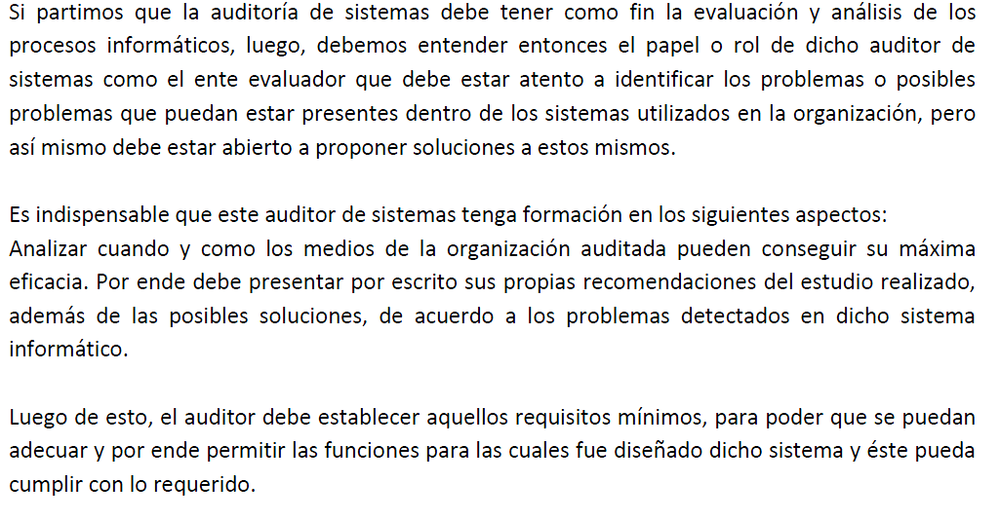 Si partimos que la auditoría de sistemas debe tener como fin la evaluación y análisis de los
procesos informáticos, luego, debemos entender entonces el papel o rol de dicho auditor de
sistemas como el ente evaluador que debe estar atento a identificar los problemas o posibles
problemas que puedan estar presentes dentro de los sistemas utilizados en la organización, pero
así mismo debe estar abierto a proponer soluciones a estos mismos.
Es indispensable que este auditor de sistemas tenga formación en los siguientes aspectos:
Analizar cuando y como los medios de la organización auditada pueden conseguir su máxima
eficacia. Por ende debe presentar por escrito sus propias recomendaciones del estudio realizado,
además de las posibles soluciones, de acuerdo a los problemas detectados en dicho sistema
informático.
Luego de esto, el auditor debe establecer aquellos requisitos mínimos, para poder que se puedan
adecuar y por ende permitir las funciones para las cuales fue diseñado dicho sistema y éste pueda
cumplir con lo requerido.